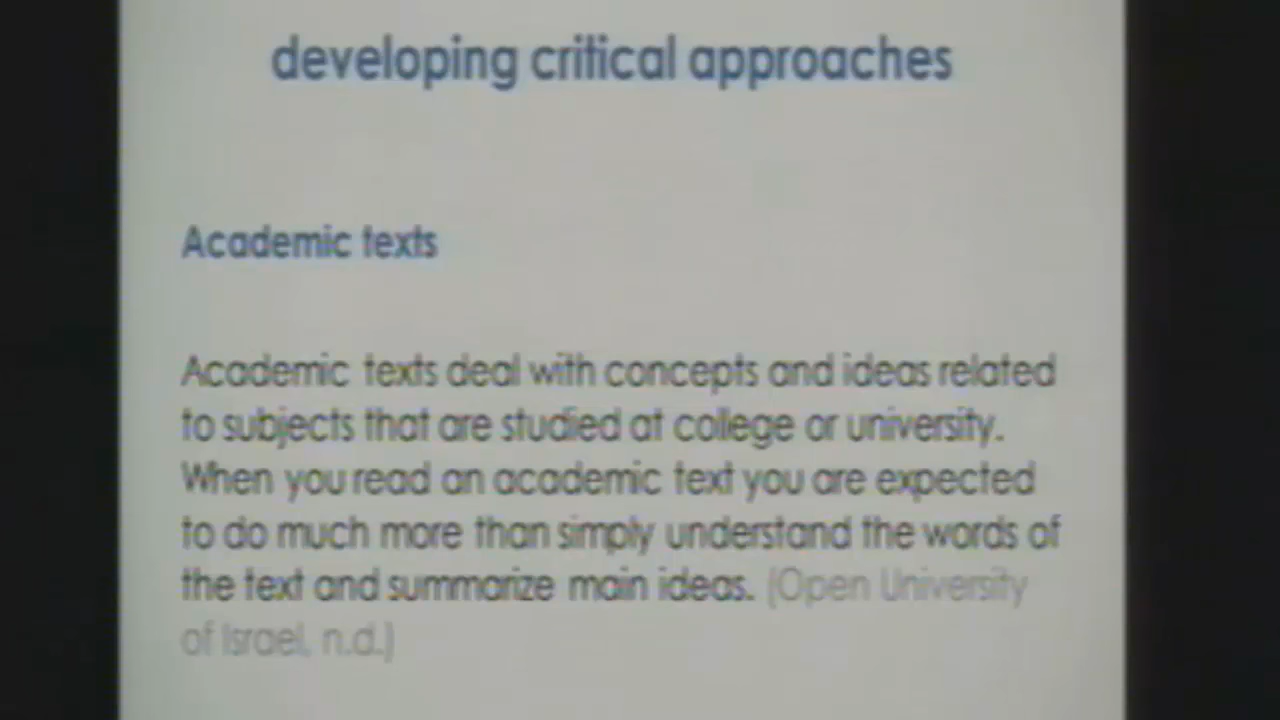 developing critical approaches
Academic texts
Academic texts deal with concepts and ideas related
to subjects that are studied at college or university.
When you read an academic text you are expected
to do much more than simply understand the words of
the text and summarize main ideas. (Open University
of Israel, n.d.)